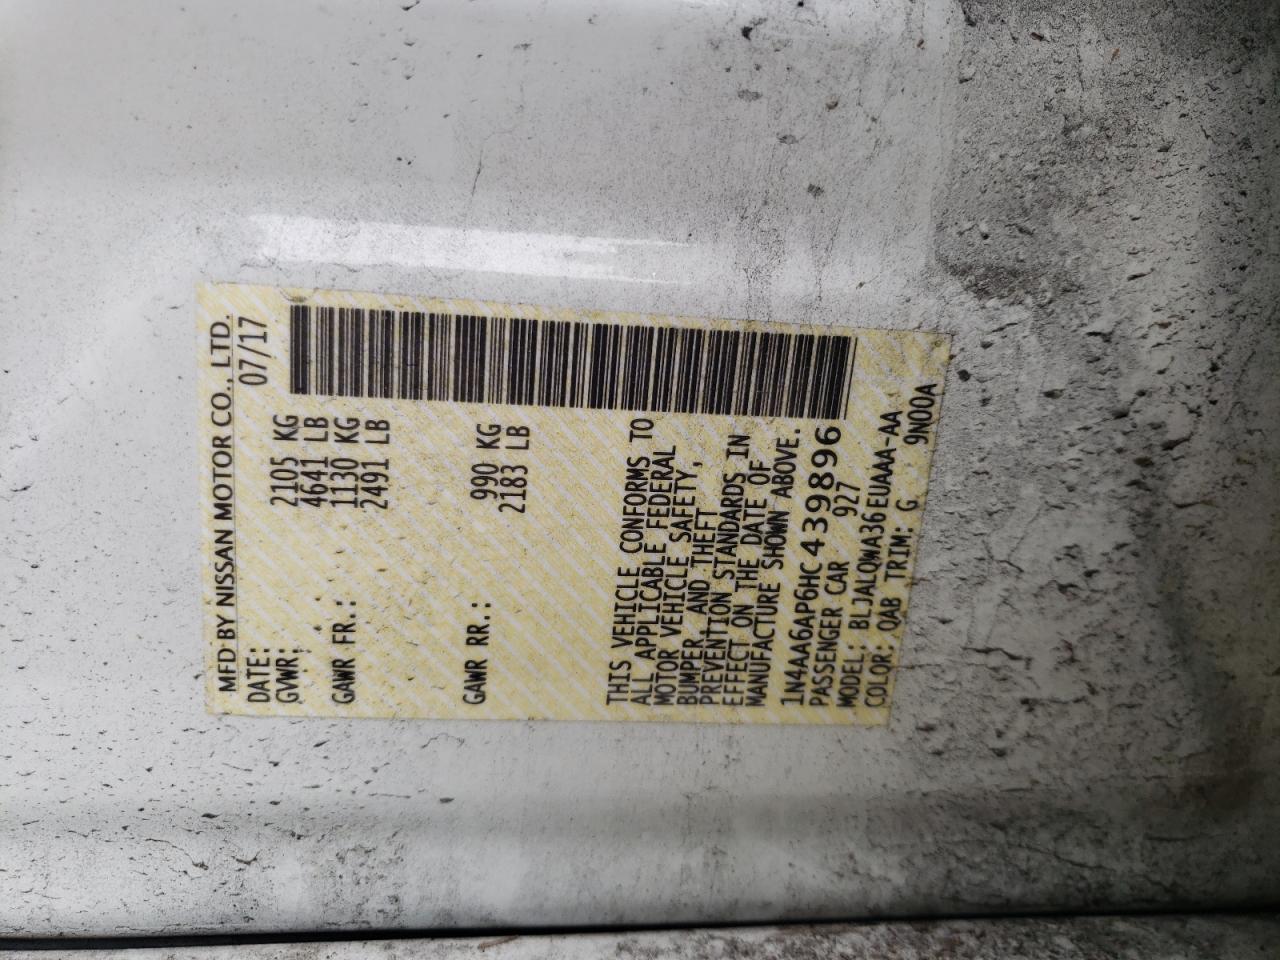 MFD BY NISSAN MOTOR CO., LTD.
DATE: 07/17
GVWR: 2105 KG
4641 LB
GAWR FR.: 1130 KG
2491 LB
GAWR RR.: 990 KG
2183 LB
THIS VEHICLE CONFORMS TO
ALL APPLICABLE FEDERAL
MOTOR VEHICLE SAFETY,
BUMPER, AND THEFT
PREVENTION STANDARDS IN
EFFECT ON THE DATE OF
MANUFACTURE SHOWN ABOVE.
1N4AA6AP6HC439896
PASSENGER CAR 927
MODEL: BLJALQWA36EUAAA-AA
COLOR: QAB TRIM: G 9N00A